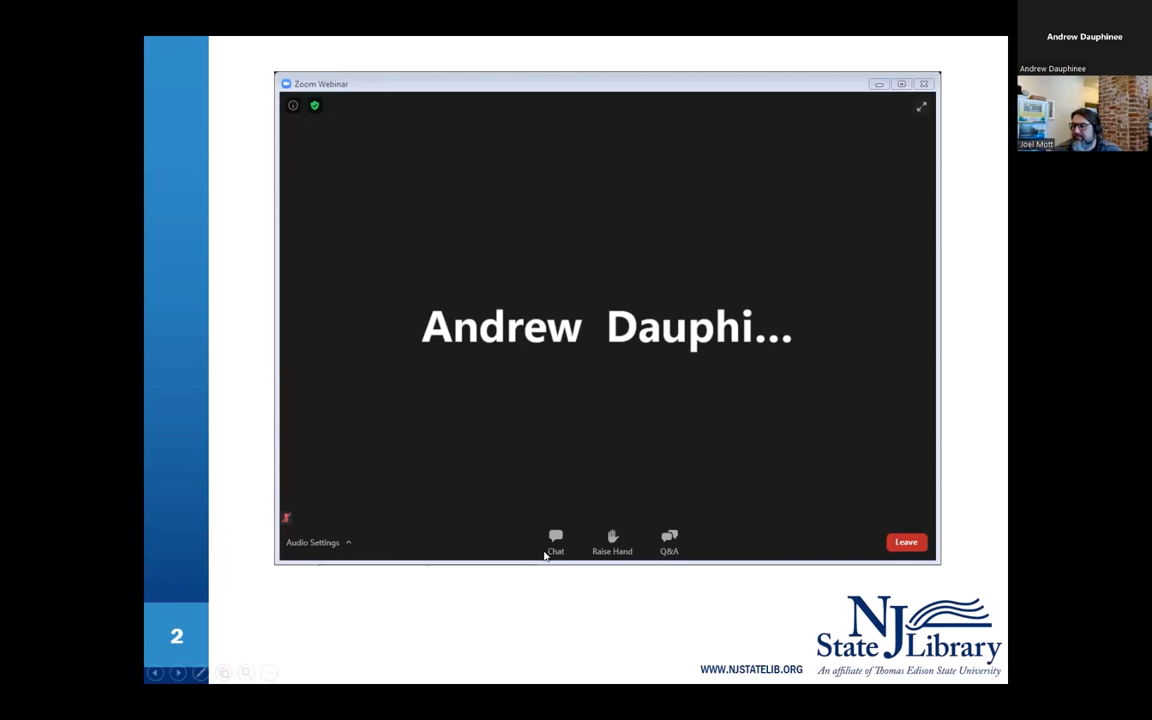 Andrew Dauphinee
Andrew Dauphinee
Joel Mott
Zoom Webinar
Andrew Dauphi...
Audio Settings
Chat
Raise Hand
Q&A
Leave
2
NJ
State Library
WWW.NJSTATELIB.ORG
An affiliate of Thomas Edison State University